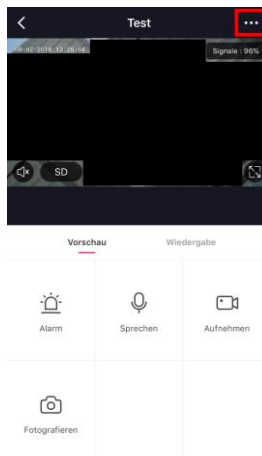 Test
Signale : 96%
SD
Vorschau
Wiedergabe
Alarm
Sprechen
Aufnehmen
Fotografieren